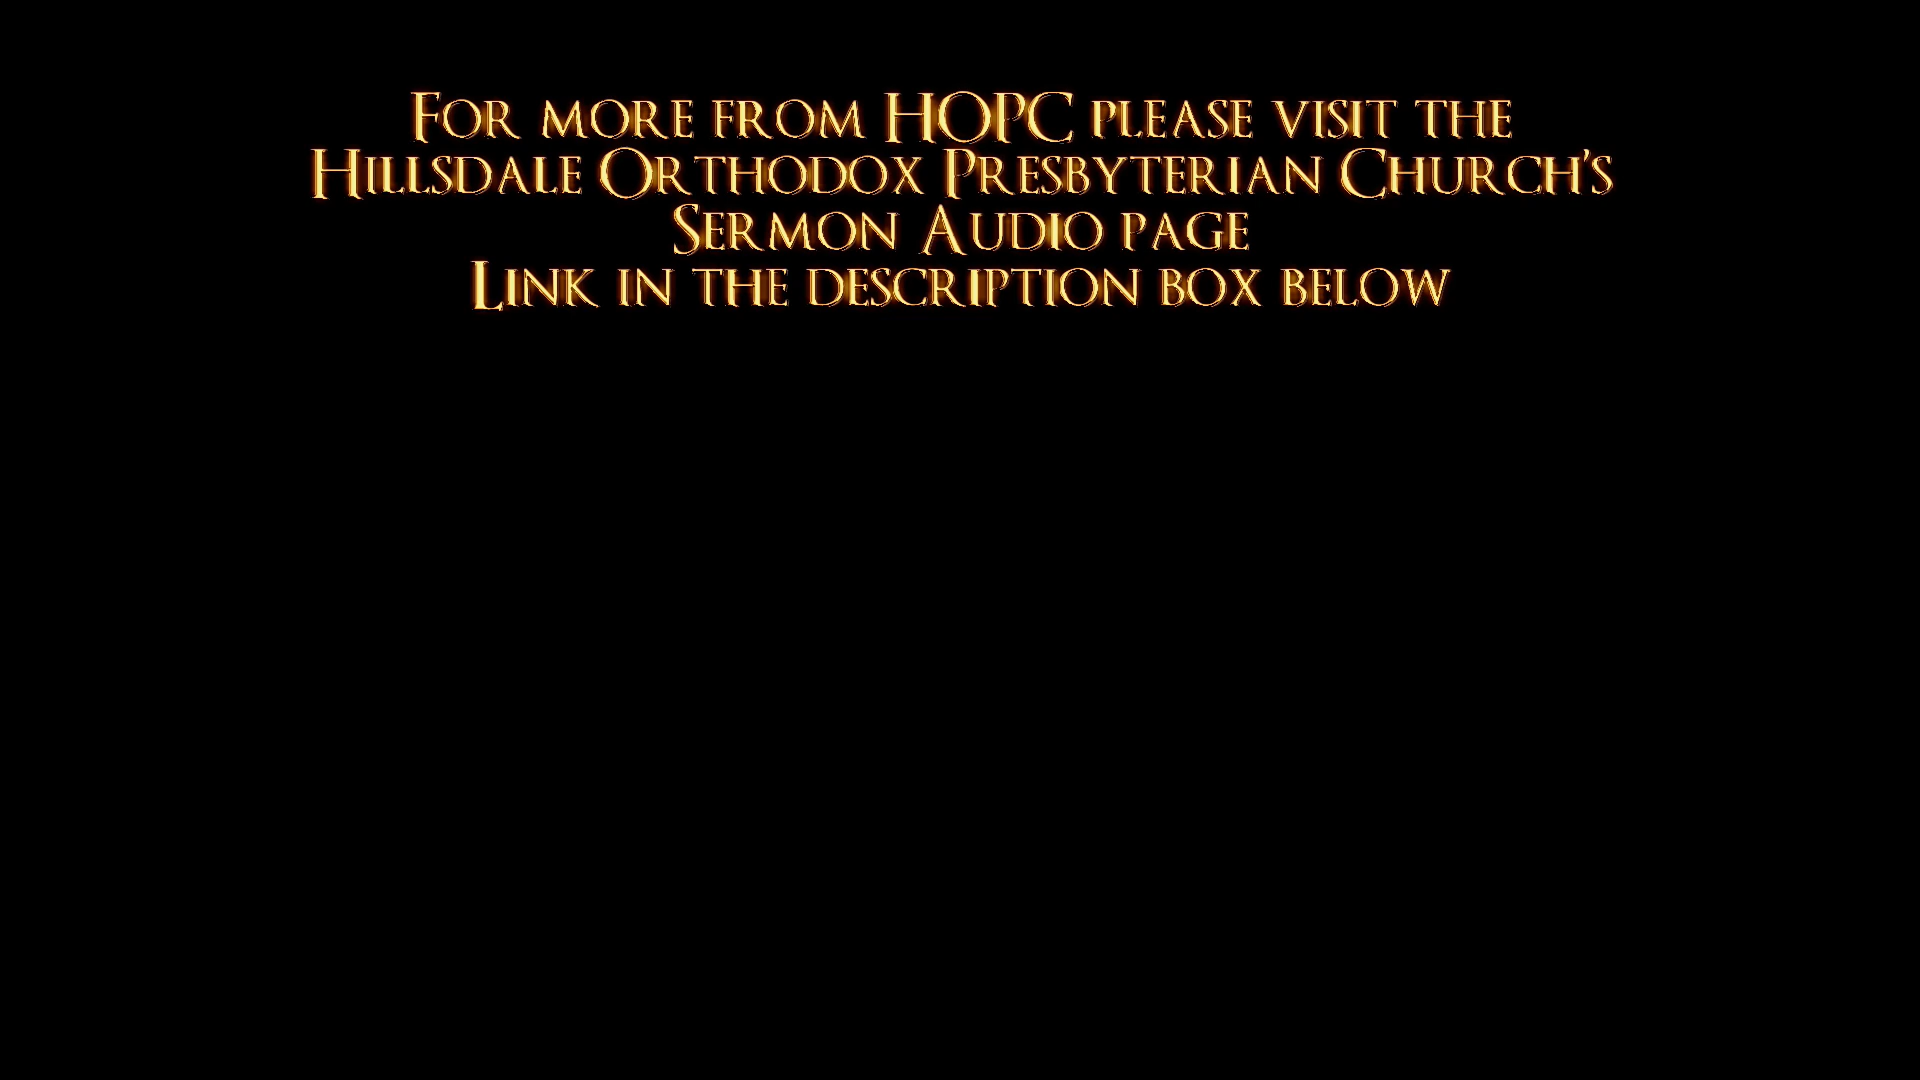 For more from HOPC please visit the
Hillsdale Orthodox Presbyterian Church's
Sermon Audio page
Link in the description box below